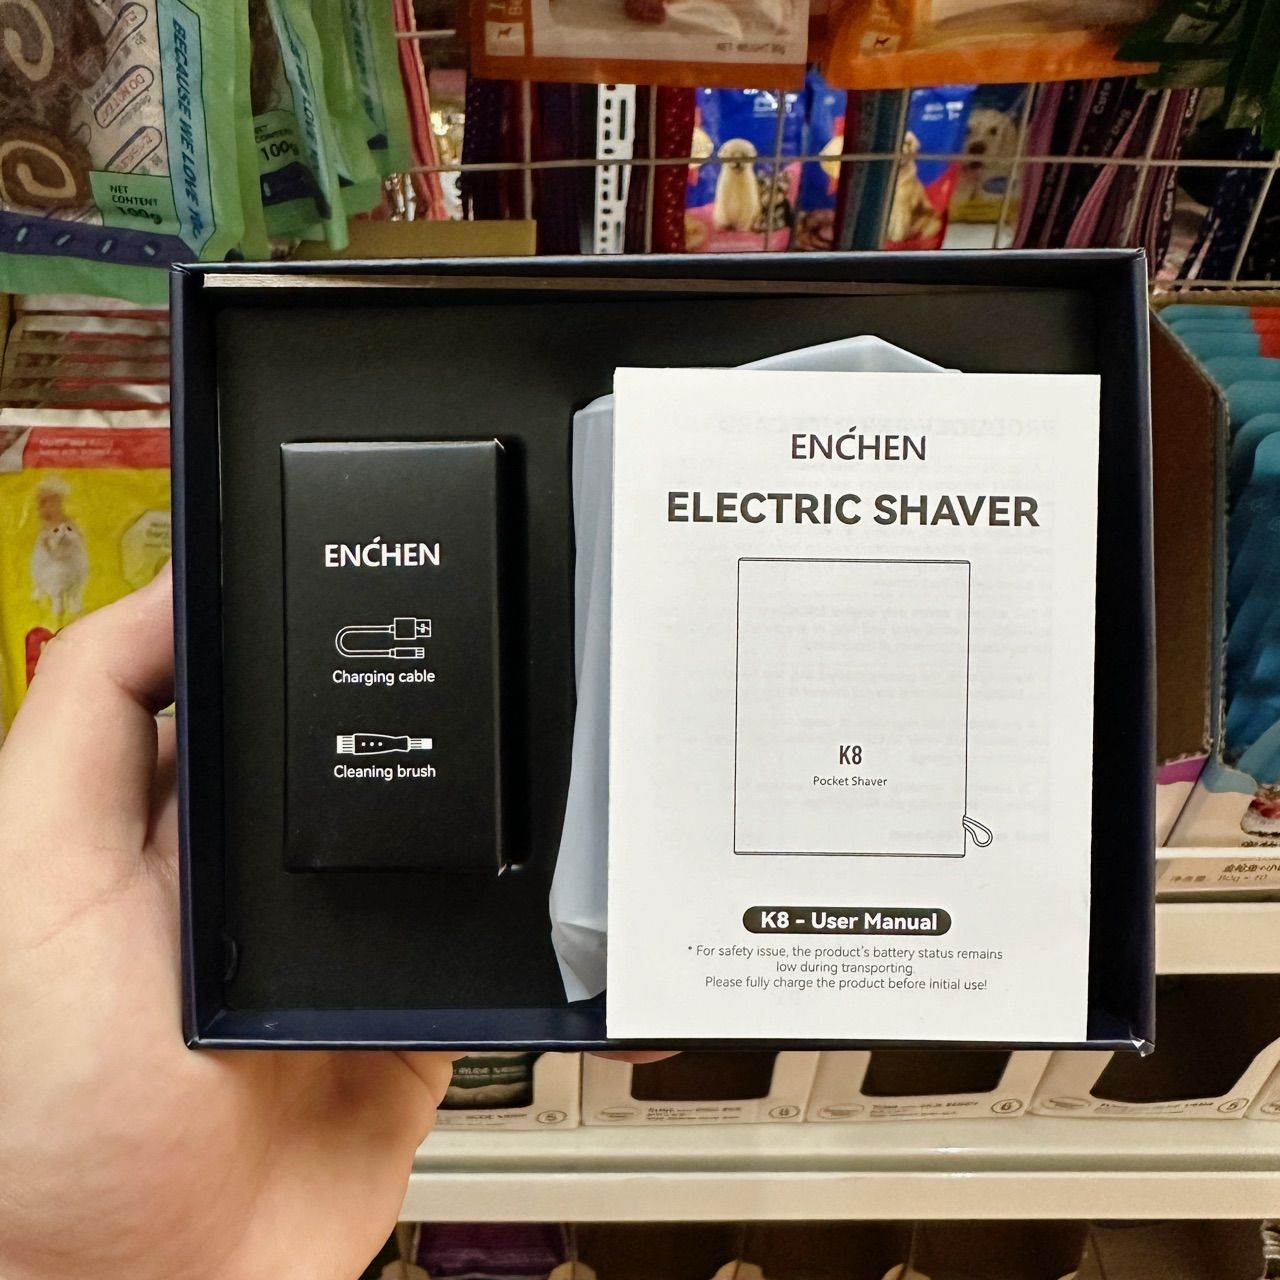 NET WEIGHT 90g
BECAUSE WE LOVE
NET
CONTENT
100g
100g
ENCHEN
Charging cable
Cleaning brush
ENCHEN
ELECTRIC SHAVER
K8
Pocket Shaver
K8 - User Manual
* For safety issue, the product's battery status remains
low during transporting.
Please fully charge the product before initial use!